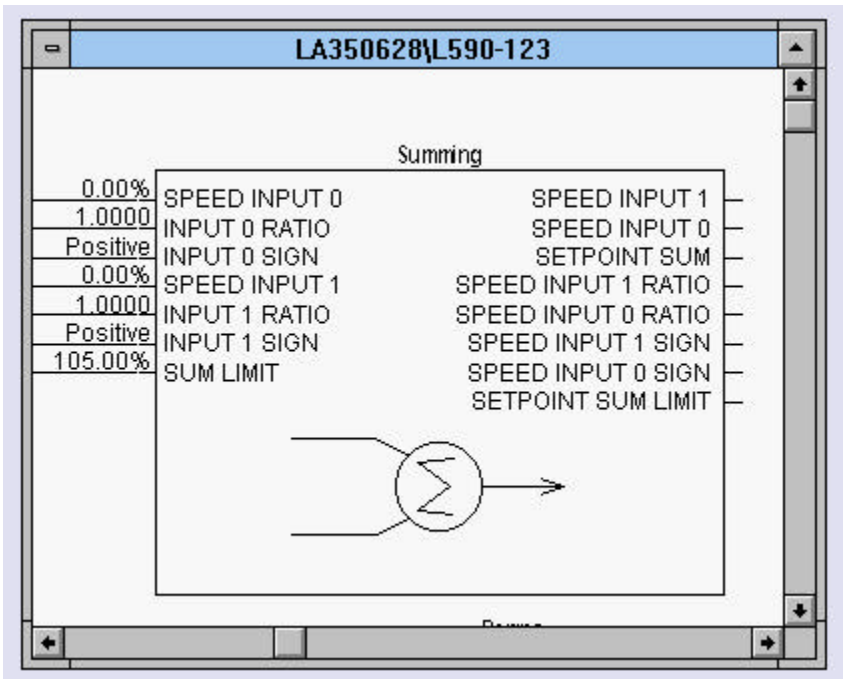 LA350628\L590-123
Summing
0.00% SPEED INPUT 0 SPEED INPUT 1
1.0000 INPUT 0 RATIO SPEED INPUT 0
Positive INPUT 0 SIGN SETPOINT SUM
0.00% SPEED INPUT 1 SPEED INPUT 1 RATIO
1.0000 INPUT 1 RATIO SPEED INPUT 0 RATIO
Positive INPUT 1 SIGN SPEED INPUT 1 SIGN
105.00% SUM LIMIT SPEED INPUT 0 SIGN
SETPOINT SUM LIMIT
Σ